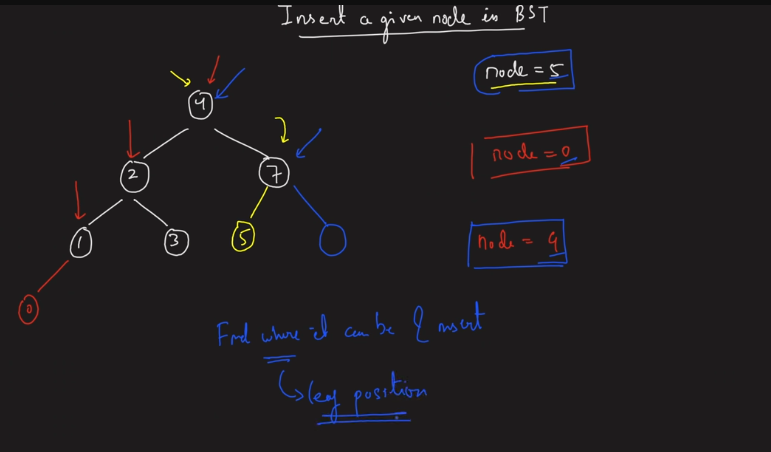 Insert a given node in BST
node = 5
4
node = 0
2
7
node = 9
1
3
5
0
Find where it can be & insert
↳ leaf position